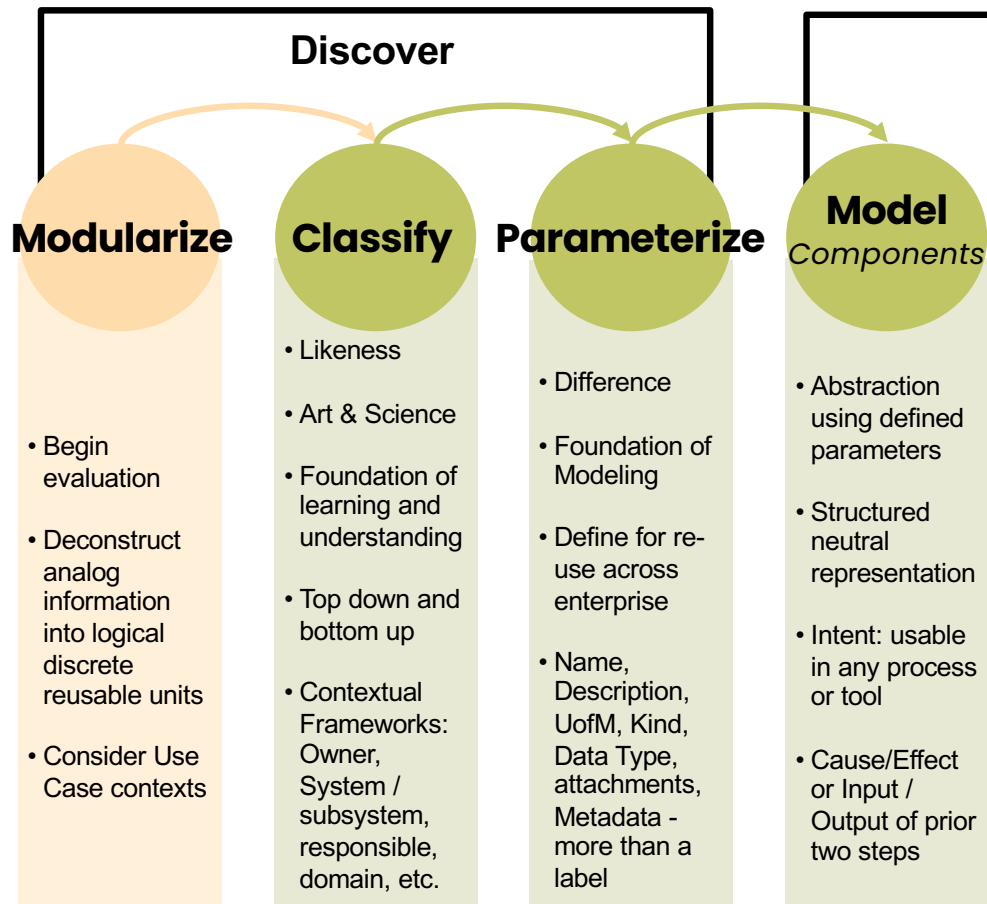 Discover
Modularize
• Begin
evaluation
• Deconstruct
analog
information
into logical
discrete
reusable units
• Consider Use
Case contexts
Classify
• Likeness
• Art & Science
• Foundation of
learning and
understanding
• Top down and
bottom up
• Contextual
Frameworks:
Owner,
System /
subsystem,
responsible,
domain, etc.
Parameterize
• Difference
• Foundation of
Modeling
• Define for re-
use across
enterprise
• Name,
Description,
UofM, Kind,
Data Type,
attachments,
Metadata -
more than a
label
Model
Components
• Abstraction
using defined
parameters
• Structured
neutral
representation
• Intent: usable
in any process
or tool
• Cause/Effect
or Input /
Output of prior
two steps